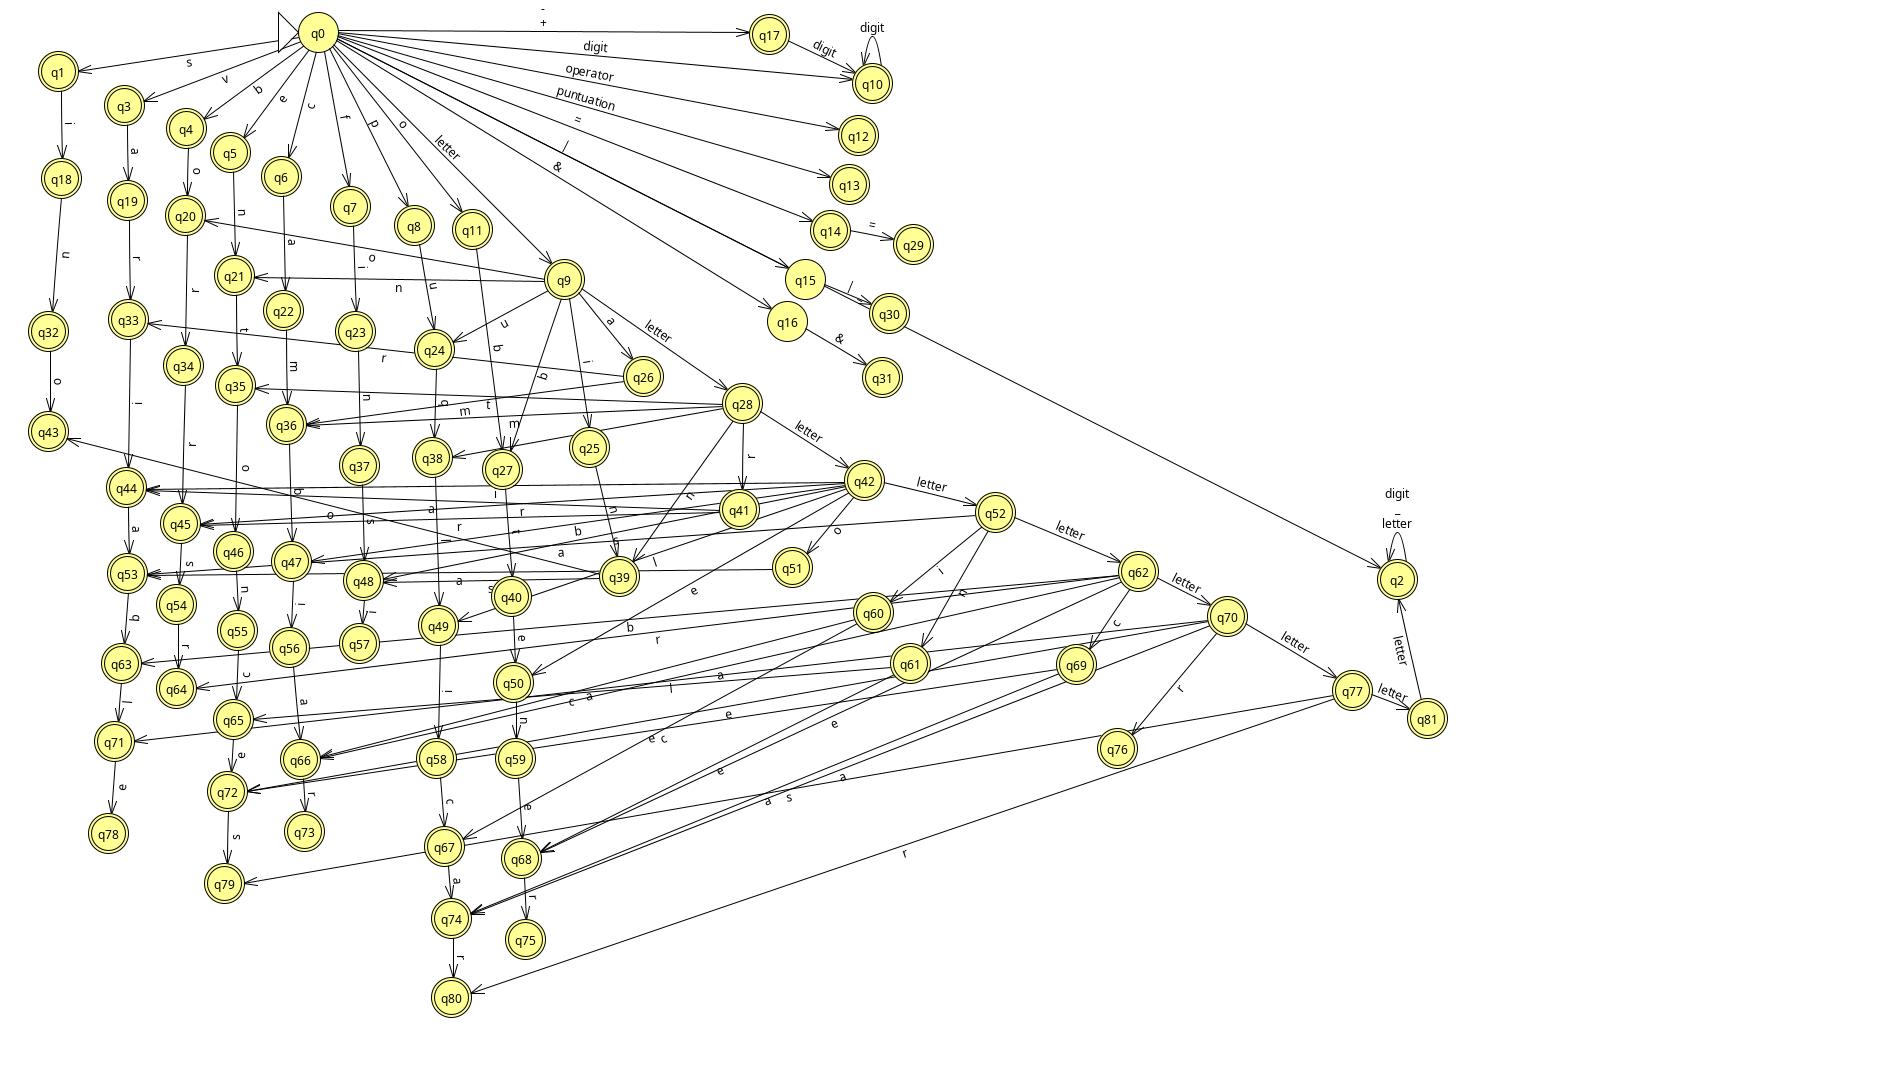 -
+
q0
q17
digit
digit
digit
q10
s
q1
v
operator
b
e
c
puntuation
q3
f
p
o
q4
=
q12
i
letter
/
a
q5
&
q18
o
q6
q13
q19
q7
n
q20
q8
q11
q14
=
q29
a
n
r
o
i
q21
q9
q15
n
u
/
r
q22
q30
q33
q23
t
u
a
letter
q16
q32
&
r
q34
m
q24
i
q26
q31
b
b
o
q35
n
t
q28
i
q36
m
b
m
q43
r
letter
q25
q38
q37
r
o
q27
q42
q44
b
i
letter
n
digit
_
letter
a
r
n
q41
q52
o
q45
s
r
a
b
t
o
letter
q46
i
s
a
l
s
q47
q51
q53
q48
a
q39
i
q62
q2
n
s
e
letter
q54
i
i
q40
b
b
q49
q60
c
q70
q55
b
r
e
letter
letter
q56
q57
r
q63
q61
q69
c
q50
a
q64
l
r
q77
letter
l
i
a
c
a
q65
e
n
q81
e
e
q71
e
c
q76
q66
q58
q59
e
e
a
q72
r
a
s
c
e
q78
q73
s
q67
r
q68
a
q79
r
q74
q75
r
q80